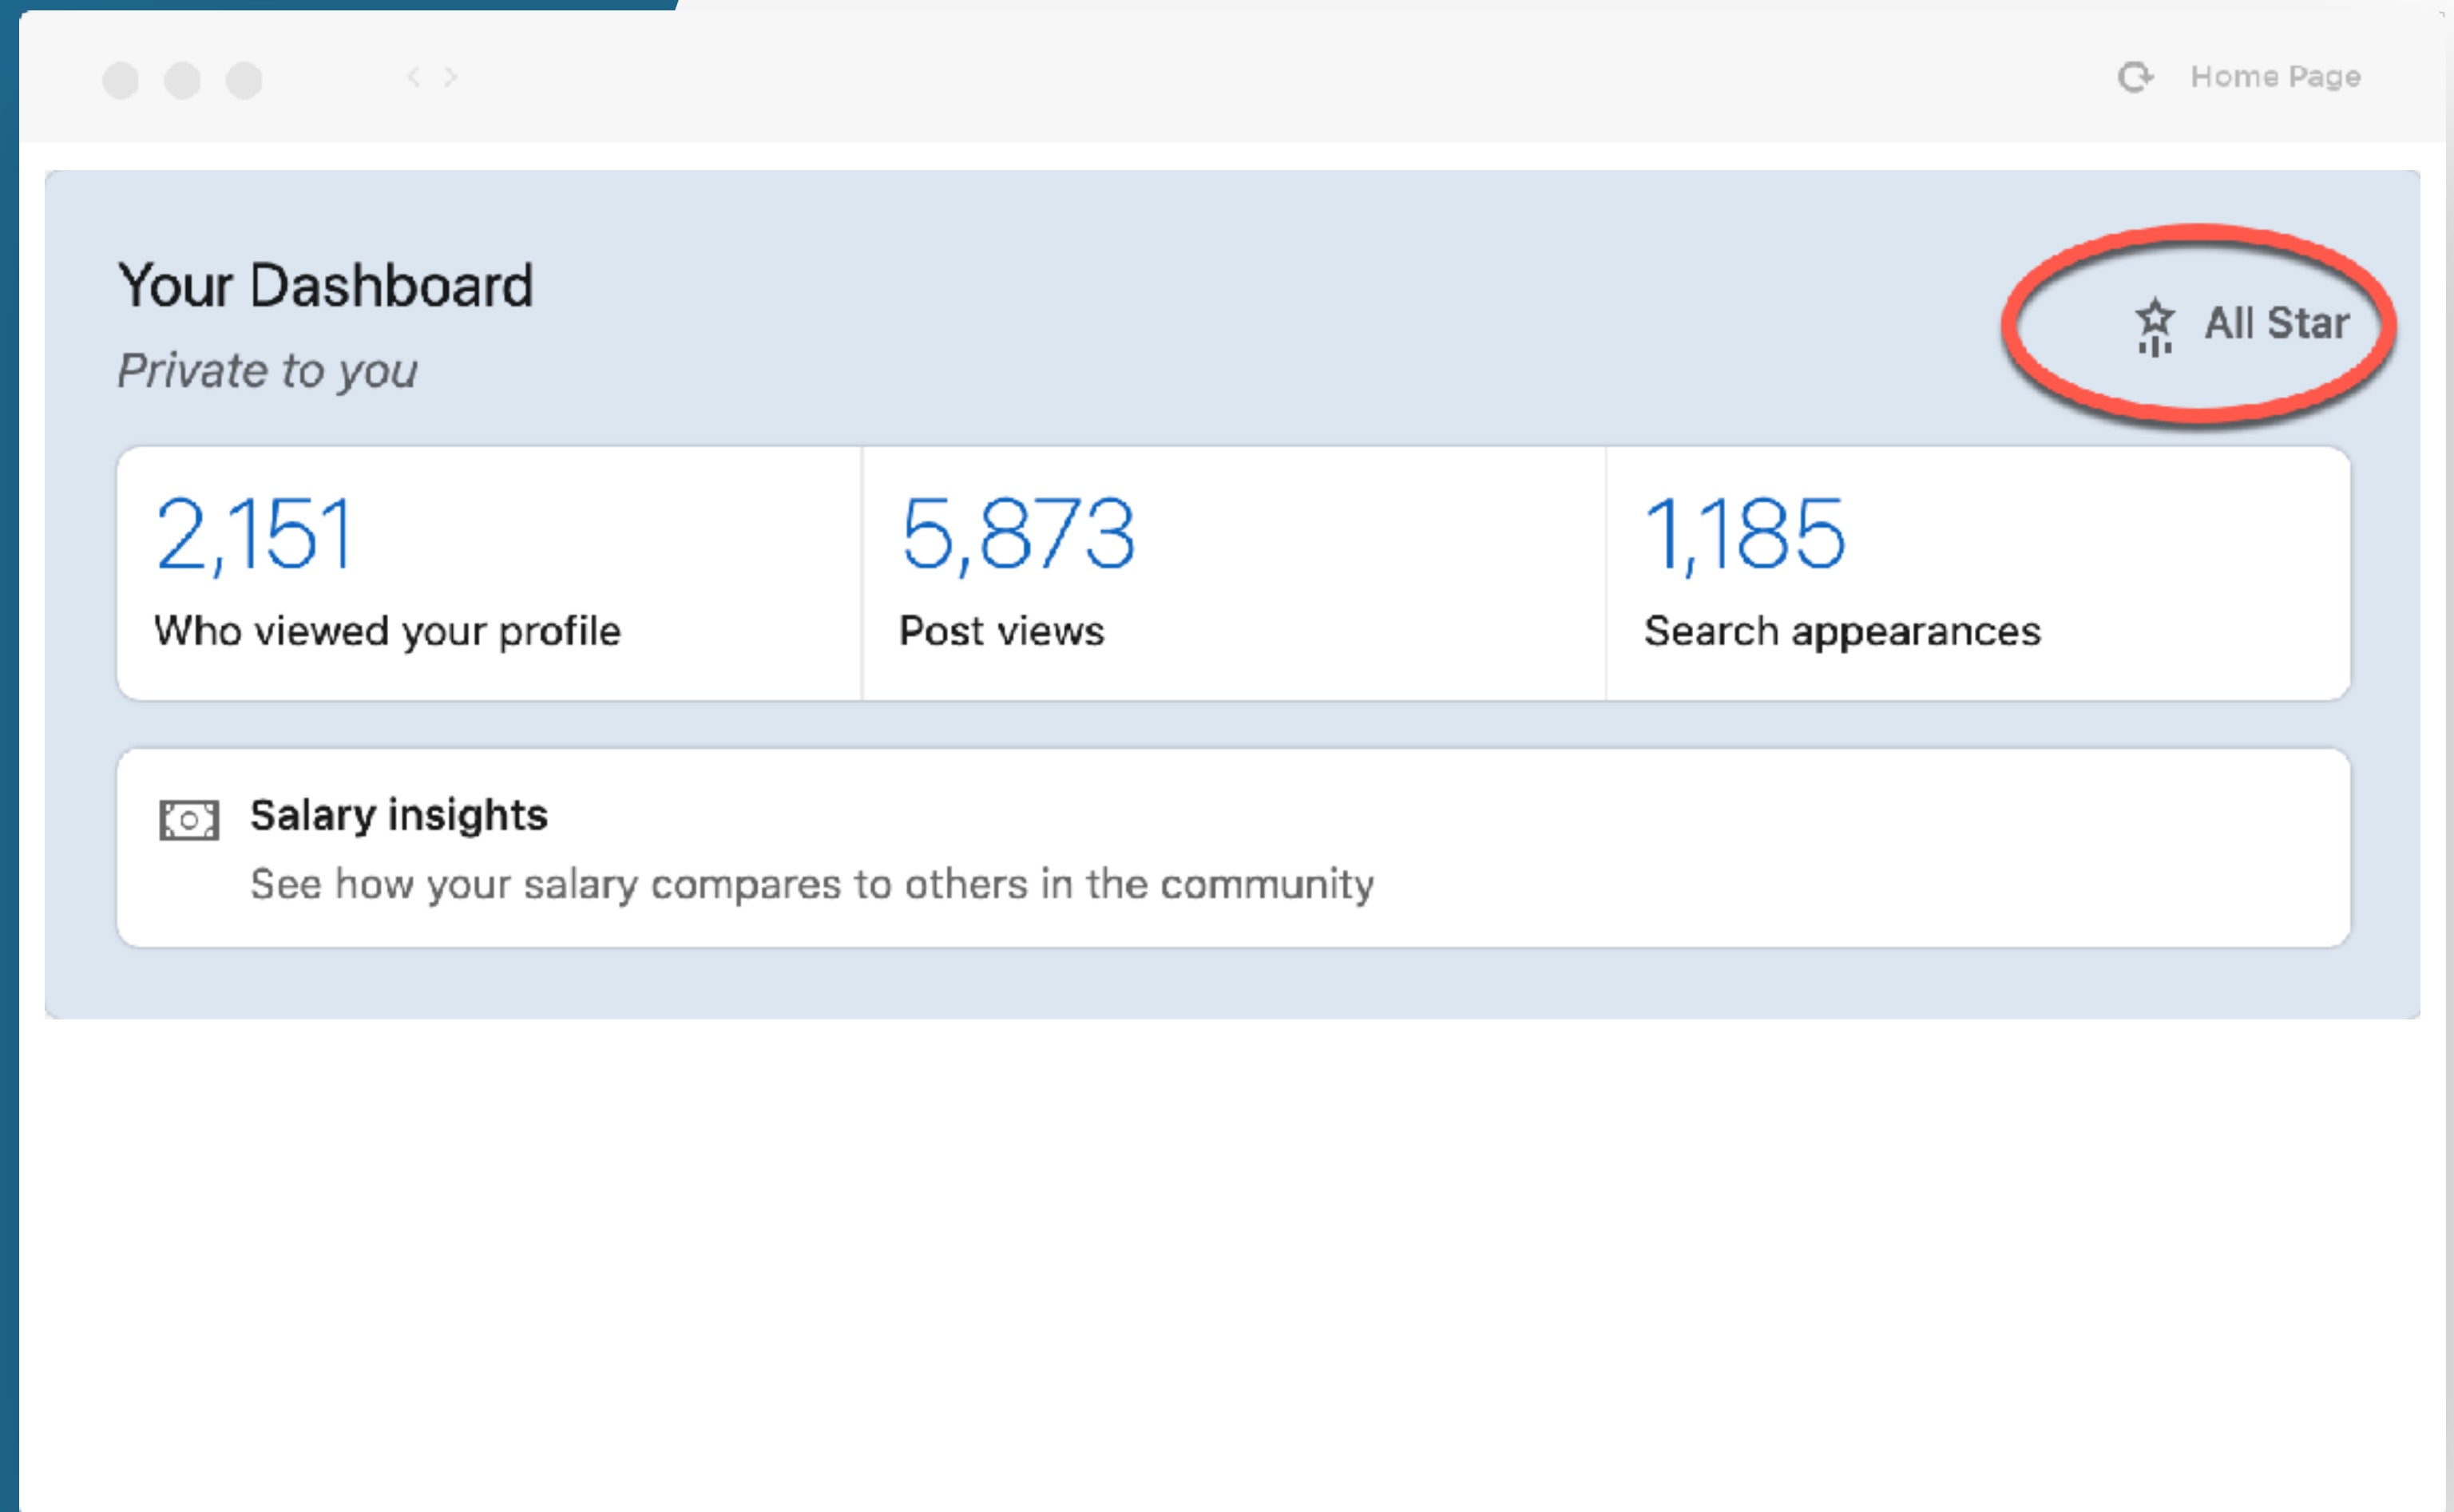 Home Page
Your Dashboard
All Star
Private to you
2,151
Who viewed your profile
5,873
Post views
1,185
Search appearances
Salary insights
See how your salary compares to others in the community